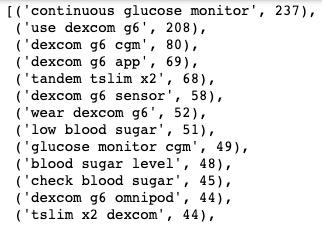 [('continuous glucose monitor', 237),
('use dexcom g6', 208),
('dexcom g6 cgm', 80),
('dexcom g6 app', 69),
('tandem tslim x2', 68),
('dexcom g6 sensor', 58),
('wear dexcom g6', 52),
('low blood sugar', 51),
('glucose monitor cgm', 49),
('blood sugar level', 48),
('check blood sugar', 45),
('dexcom g6 omnipod', 44),
('tslim x2 dexcom', 44),